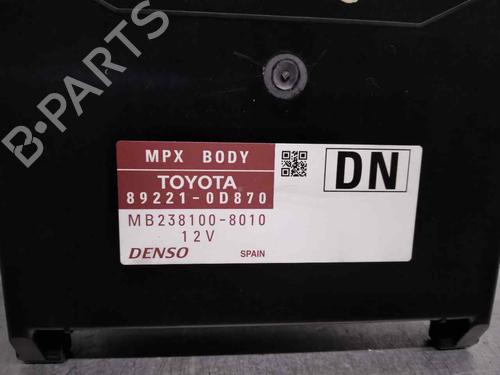 B-PARTS
MPX BODY
TOYOTA
89221-0D870
MB238100-8010
12V
DENSO SPAIN
DN